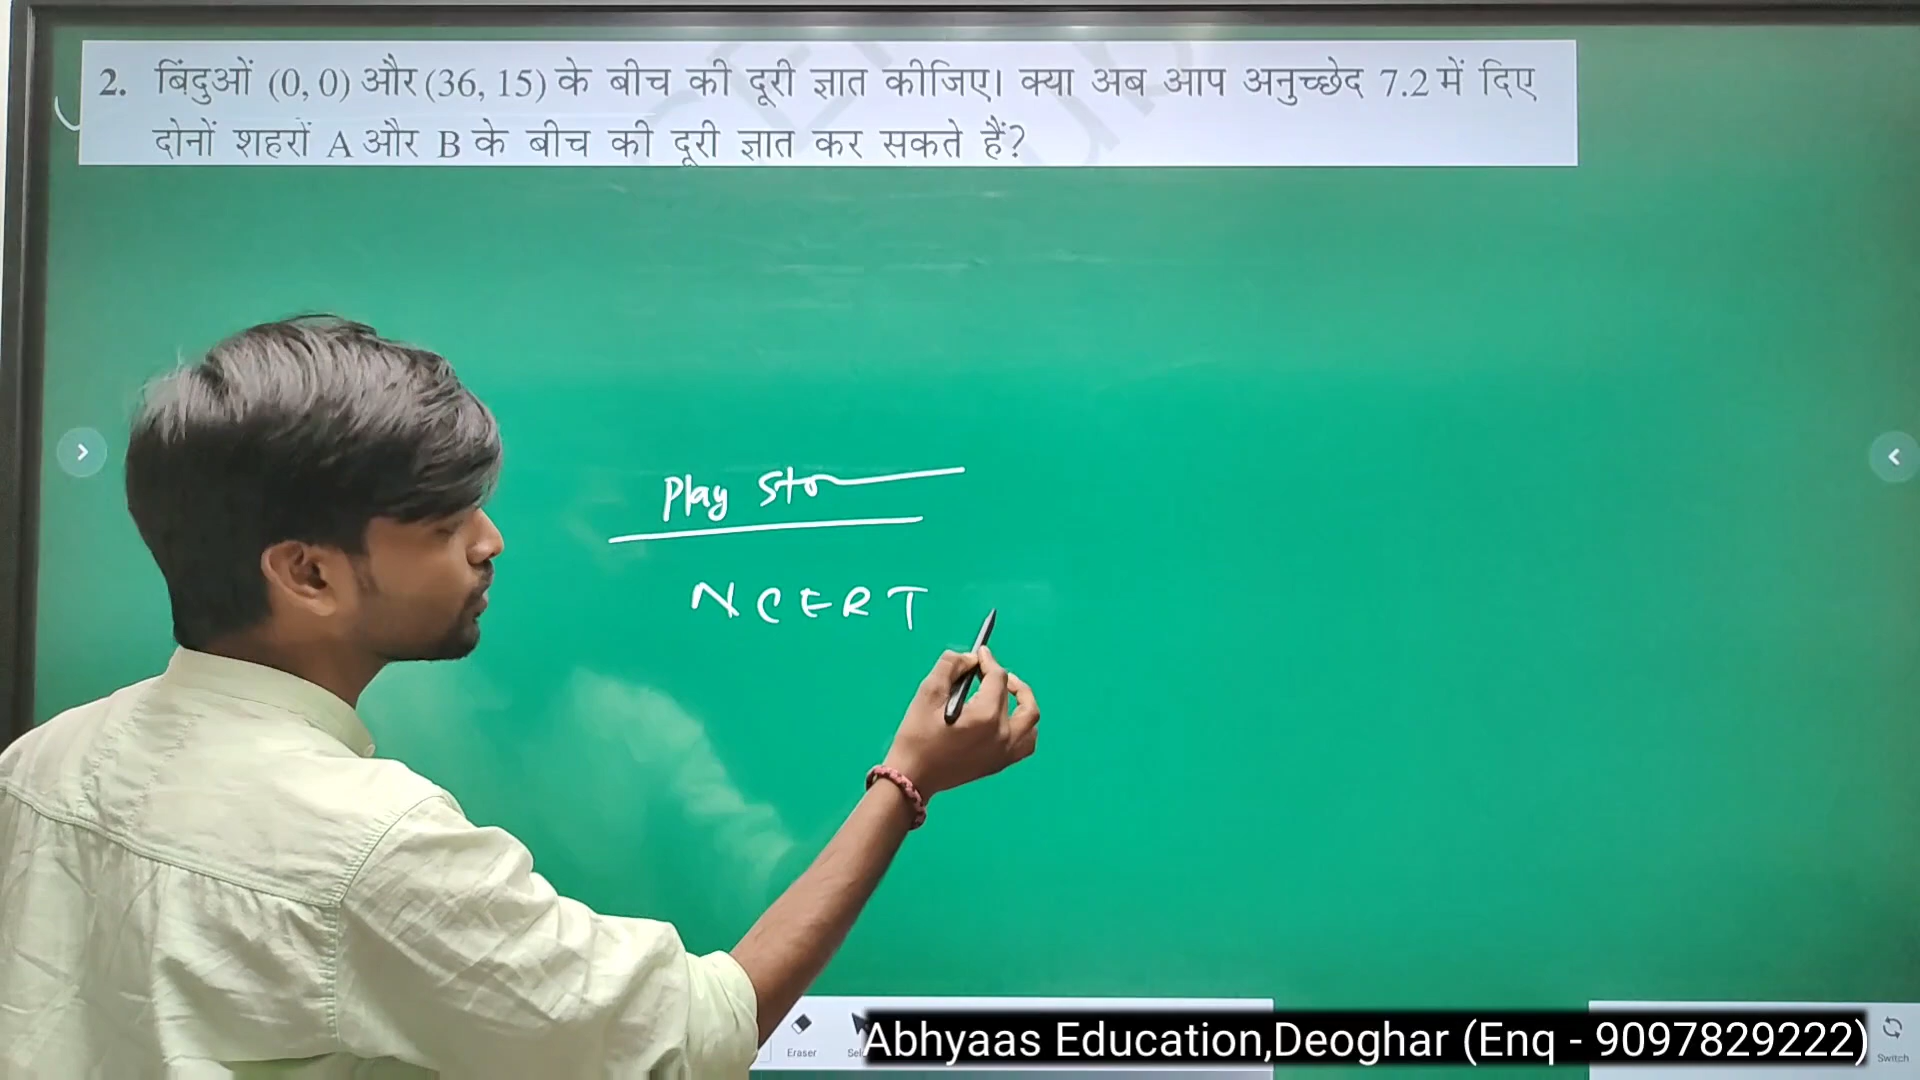 2. बिंदुओं (0, 0) और (36, 15) के बीच की दूरी ज्ञात कीजिए। क्या अब आप अनुच्छेद 7.2 में दिए
दोनों शहरों A और B के बीच की दूरी ज्ञात कर सकते हैं?
Play Sto
NCERT
Eraser
Abhyaas Education,Deoghar (Enq - 9097829222)
Switch